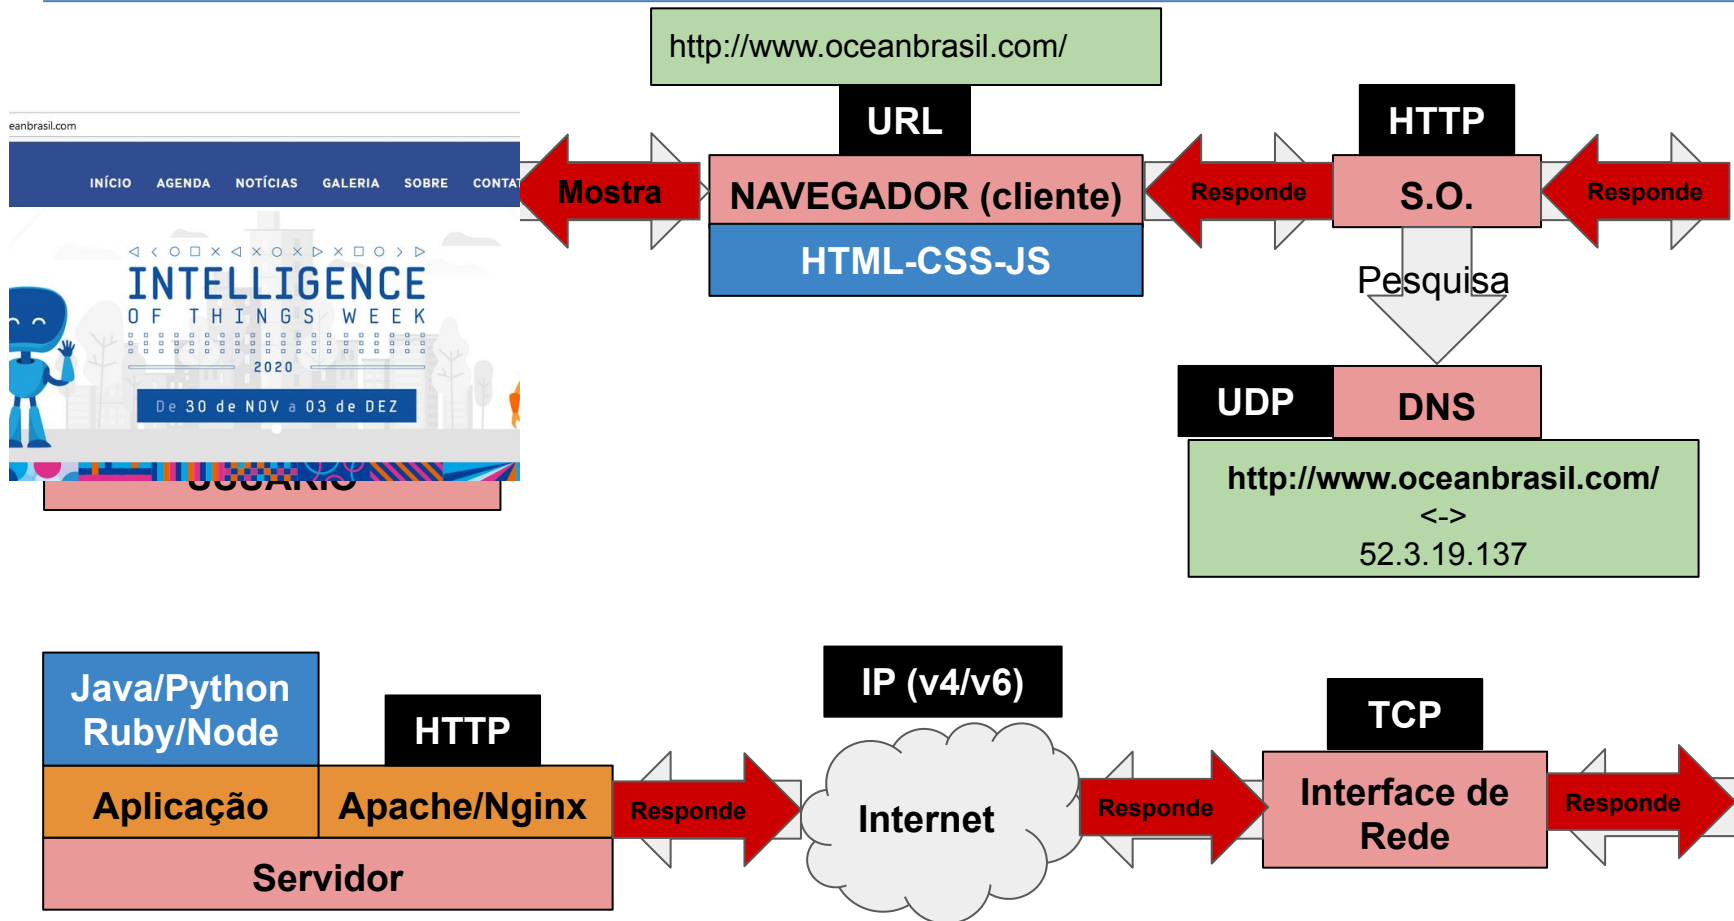 http://www.oceanbrasil.com/
URL
HTTP
eanbrasil.com
INÍCIO AGENDA NOTÍCIAS GALERIA SOBRE CONTAT
Mostra
NAVEGADOR (cliente)
Responde
S.O.
Responde
HTML-CSS-JS
Pesquisa
INTELLIGENCE
OF THINGS WEEK
2020
De 30 de NOV a 03 de DEZ
UDP
DNS
USUÁRIO
http://www.oceanbrasil.com/
<->
52.3.19.137
Java/Python
Ruby/Node
HTTP
IP (v4/v6)
TCP
Aplicação
Apache/Nginx
Responde
Internet
Responde
Interface de
Rede
Responde
Servidor